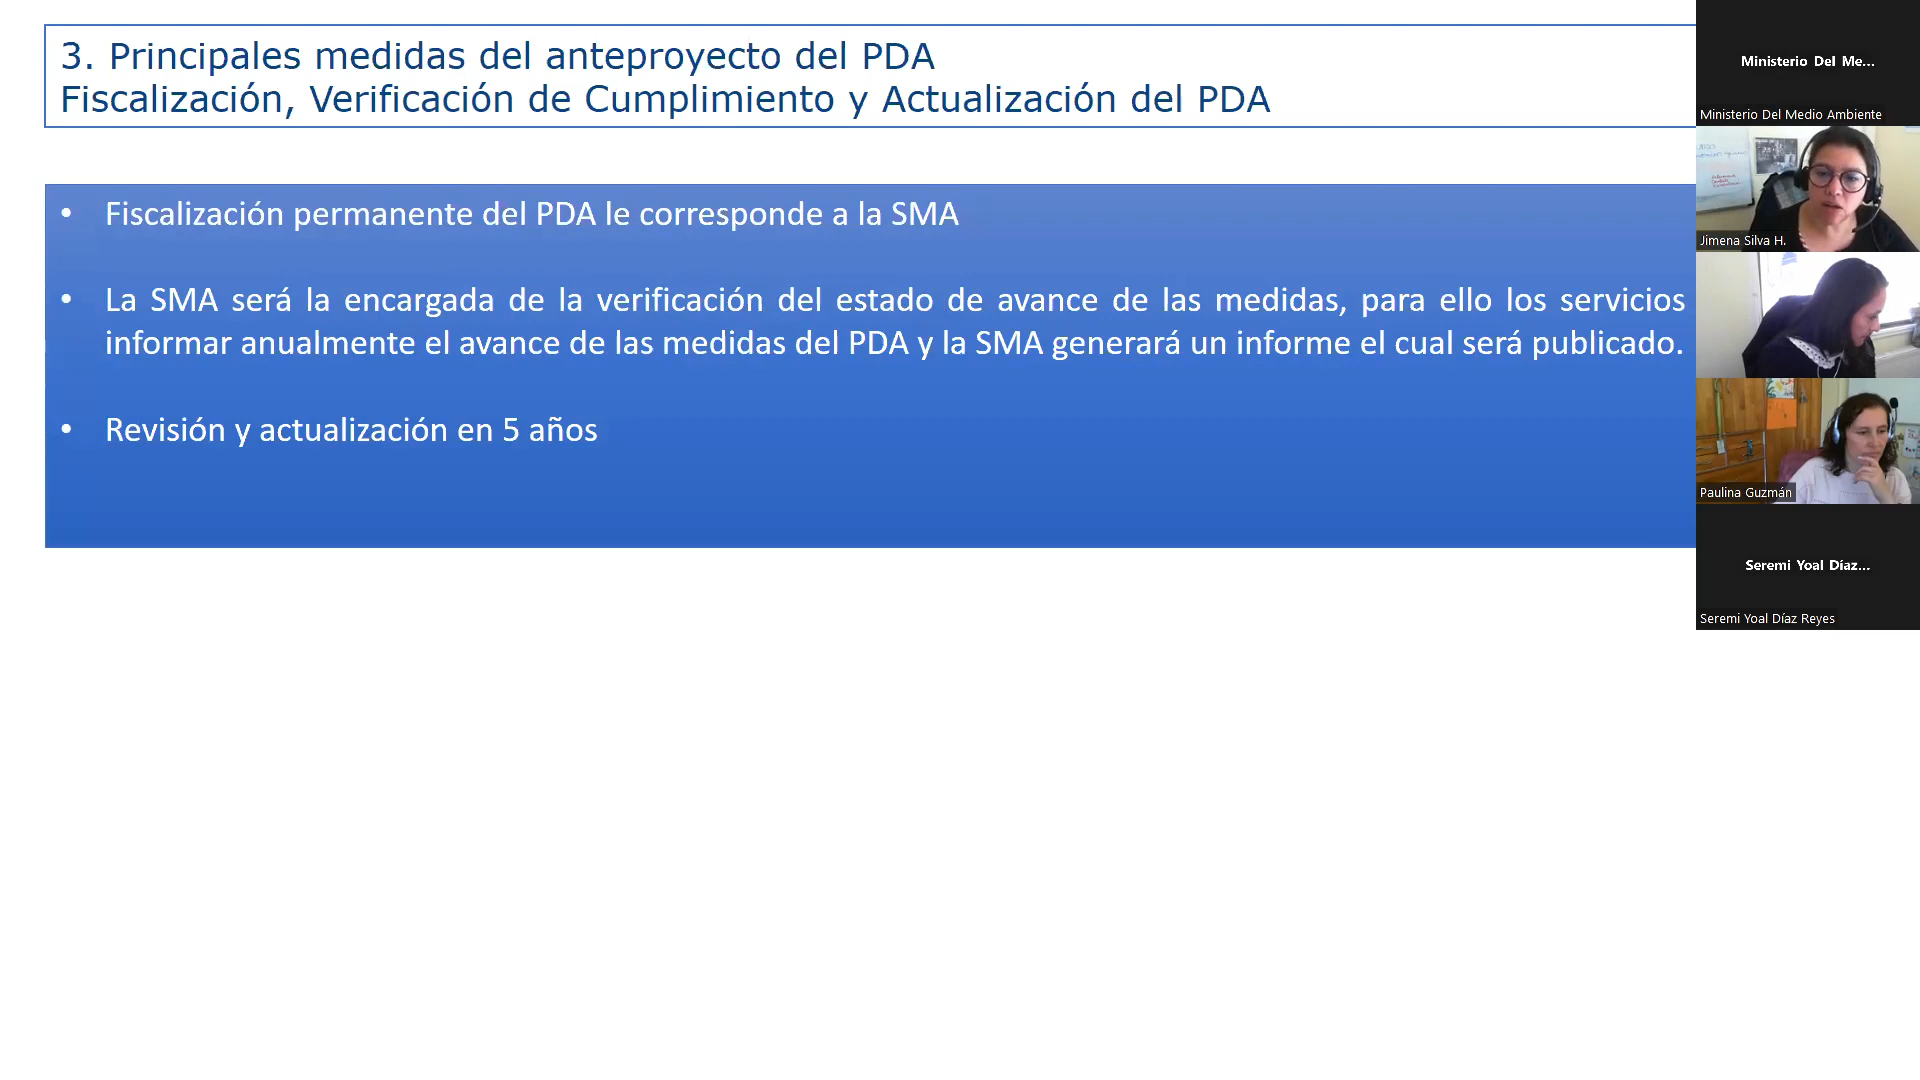 3. Principales medidas del anteproyecto del PDA
Fiscalización, Verificación de Cumplimiento y Actualización del PDA
• Fiscalización permanente del PDA le corresponde a la SMA
• La SMA será la encargada de la verificación del estado de avance de las medidas, para ello los servicios
informar anualmente el avance de las medidas del PDA y la SMA generará un informe el cual será publicado.
• Revisión y actualización en 5 años
Ministerio Del Me...
Ministerio Del Medio Ambiente
Jimena Silva H.
Paulina Guzmán
Seremi Yoal Díaz...
Seremi Yoal Díaz Reyes